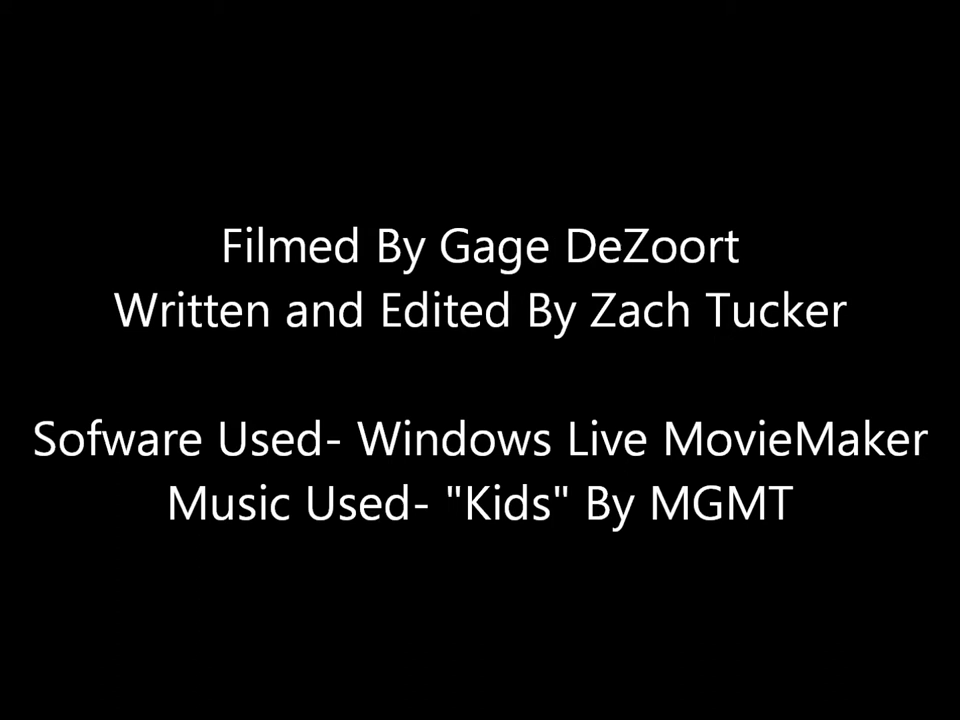 Filmed By Gage DeZoort
Written and Edited By Zach Tucker
Sofware Used- Windows Live MovieMaker
Music Used- "Kids" By MGMT